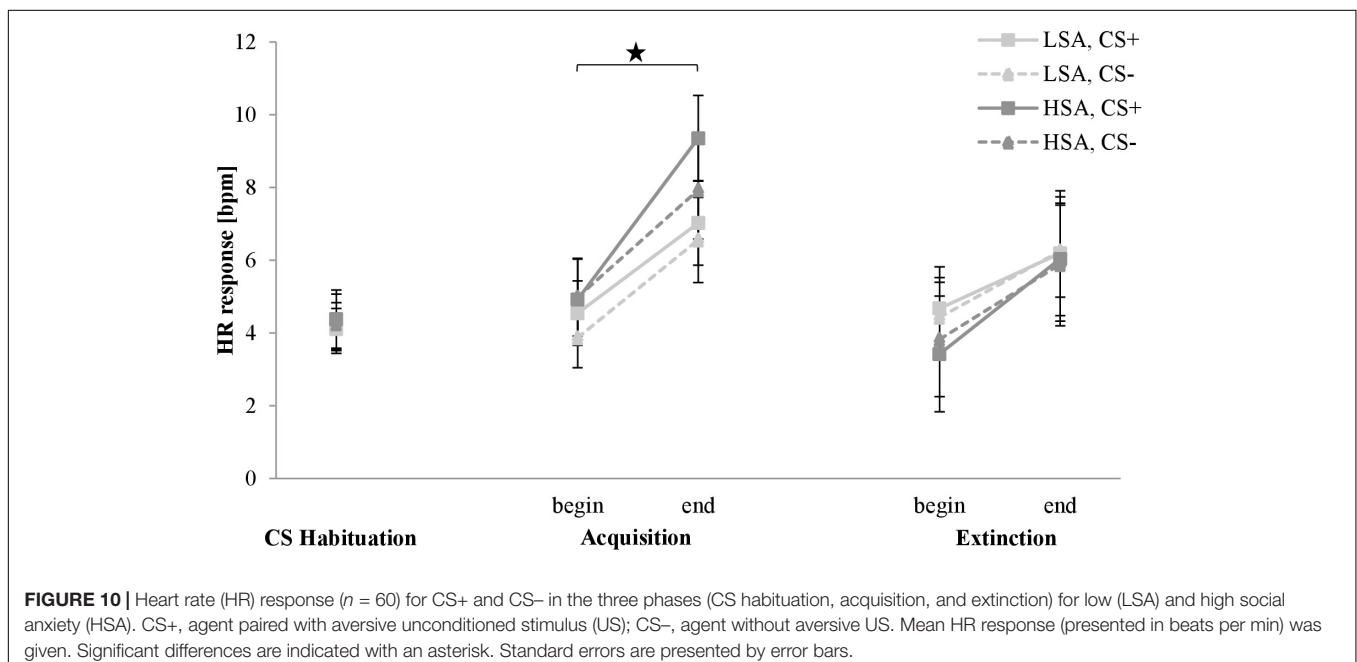 12
10
8
6
4
2
0
HR response [bpm]
★
LSA, CS+
LSA, CS-
HSA, CS+
HSA, CS-
begin end begin end
CS Habituation Acquisition Extinction
FIGURE 10 | Heart rate (HR) response (n = 60) for CS+ and CS– in the three phases (CS habituation, acquisition, and extinction) for low (LSA) and high social
anxiety (HSA). CS+, agent paired with aversive unconditioned stimulus (US); CS–, agent without aversive US. Mean HR response (presented in beats per min) was
given. Significant differences are indicated with an asterisk. Standard errors are presented by error bars.